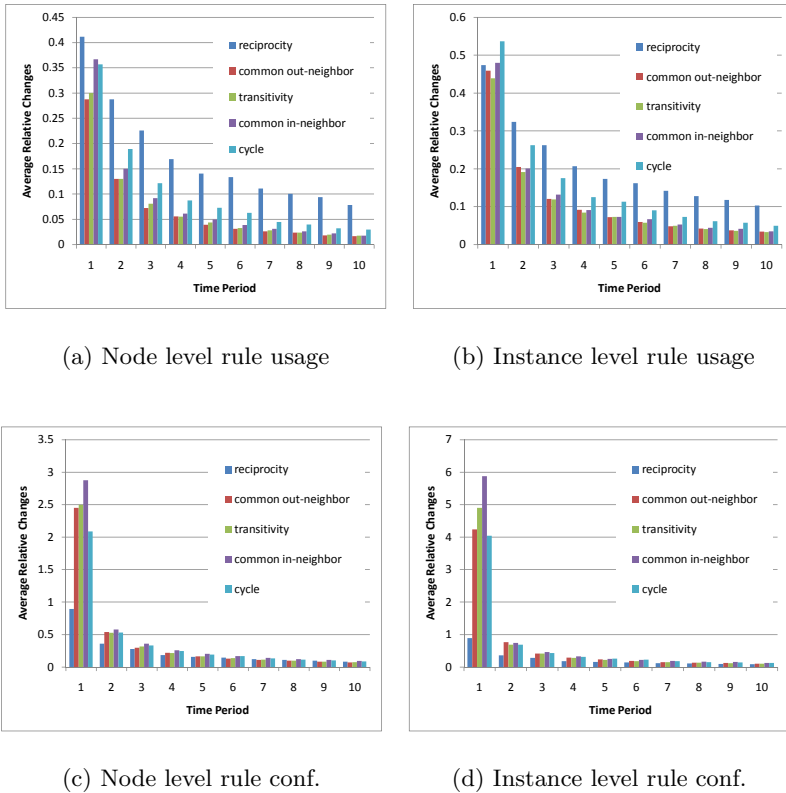 0.45
0.4
0.35
0.3
0.25
0.2
0.15
0.1
0.05
0
Average Relative Changes
reciprocity
common out-neighbor
transitivity
common in-neighbor
cycle
1 2 3 4 5 6 7 8 9 10
Time Period
(a) Node level rule usage
0.6
0.5
0.4
0.3
0.2
0.1
0
Average Relative Changes
reciprocity
common out-neighbor
transitivity
common in-neighbor
cycle
1 2 3 4 5 6 7 8 9 10
Time Period
(b) Instance level rule usage
3.5
3
2.5
2
1.5
1
0.5
0
Average Relative Changes
reciprocity
common out-neighbor
transitivity
common in-neighbor
cycle
1 2 3 4 5 6 7 8 9 10
Time Period
(c) Node level rule conf.
7
6
5
4
3
2
1
0
Average Relative Changes
reciprocity
common out-neighbor
transitivity
common in-neighbor
cycle
1 2 3 4 5 6 7 8 9 10
Time Period
(d) Instance level rule conf.